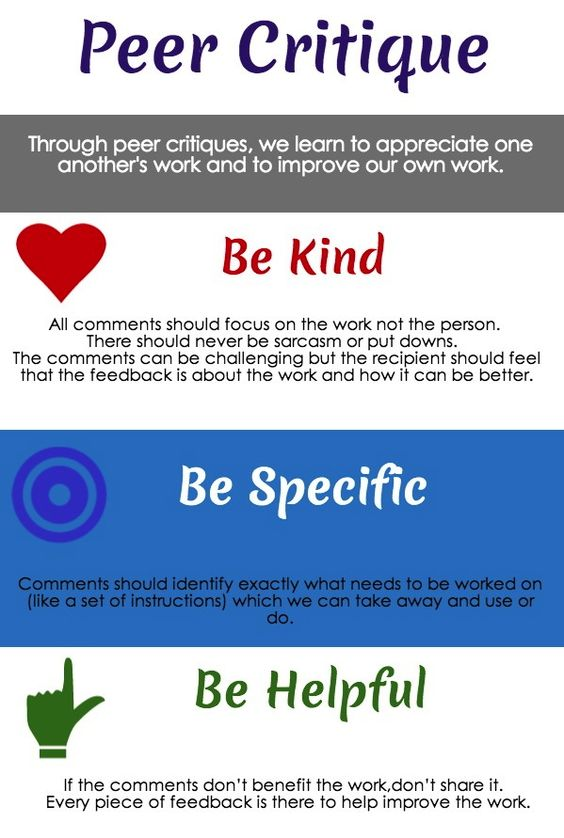 Peer Critique
Through peer critiques, we learn to appreciate one
another's work and to improve our own work.
Be Kind
All comments should focus on the work not the person.
There should never be sarcasm or put downs.
The comments can be challenging but the recipient should feel
that the feedback is about the work and how it can be better.
Be Specific
Comments should identify exactly what needs to be worked on
(like a set of instructions) which we can take away and use or
do.
Be Helpful
If the comments don’t benefit the work,don’t share it.
Every piece of feedback is there to help improve the work.